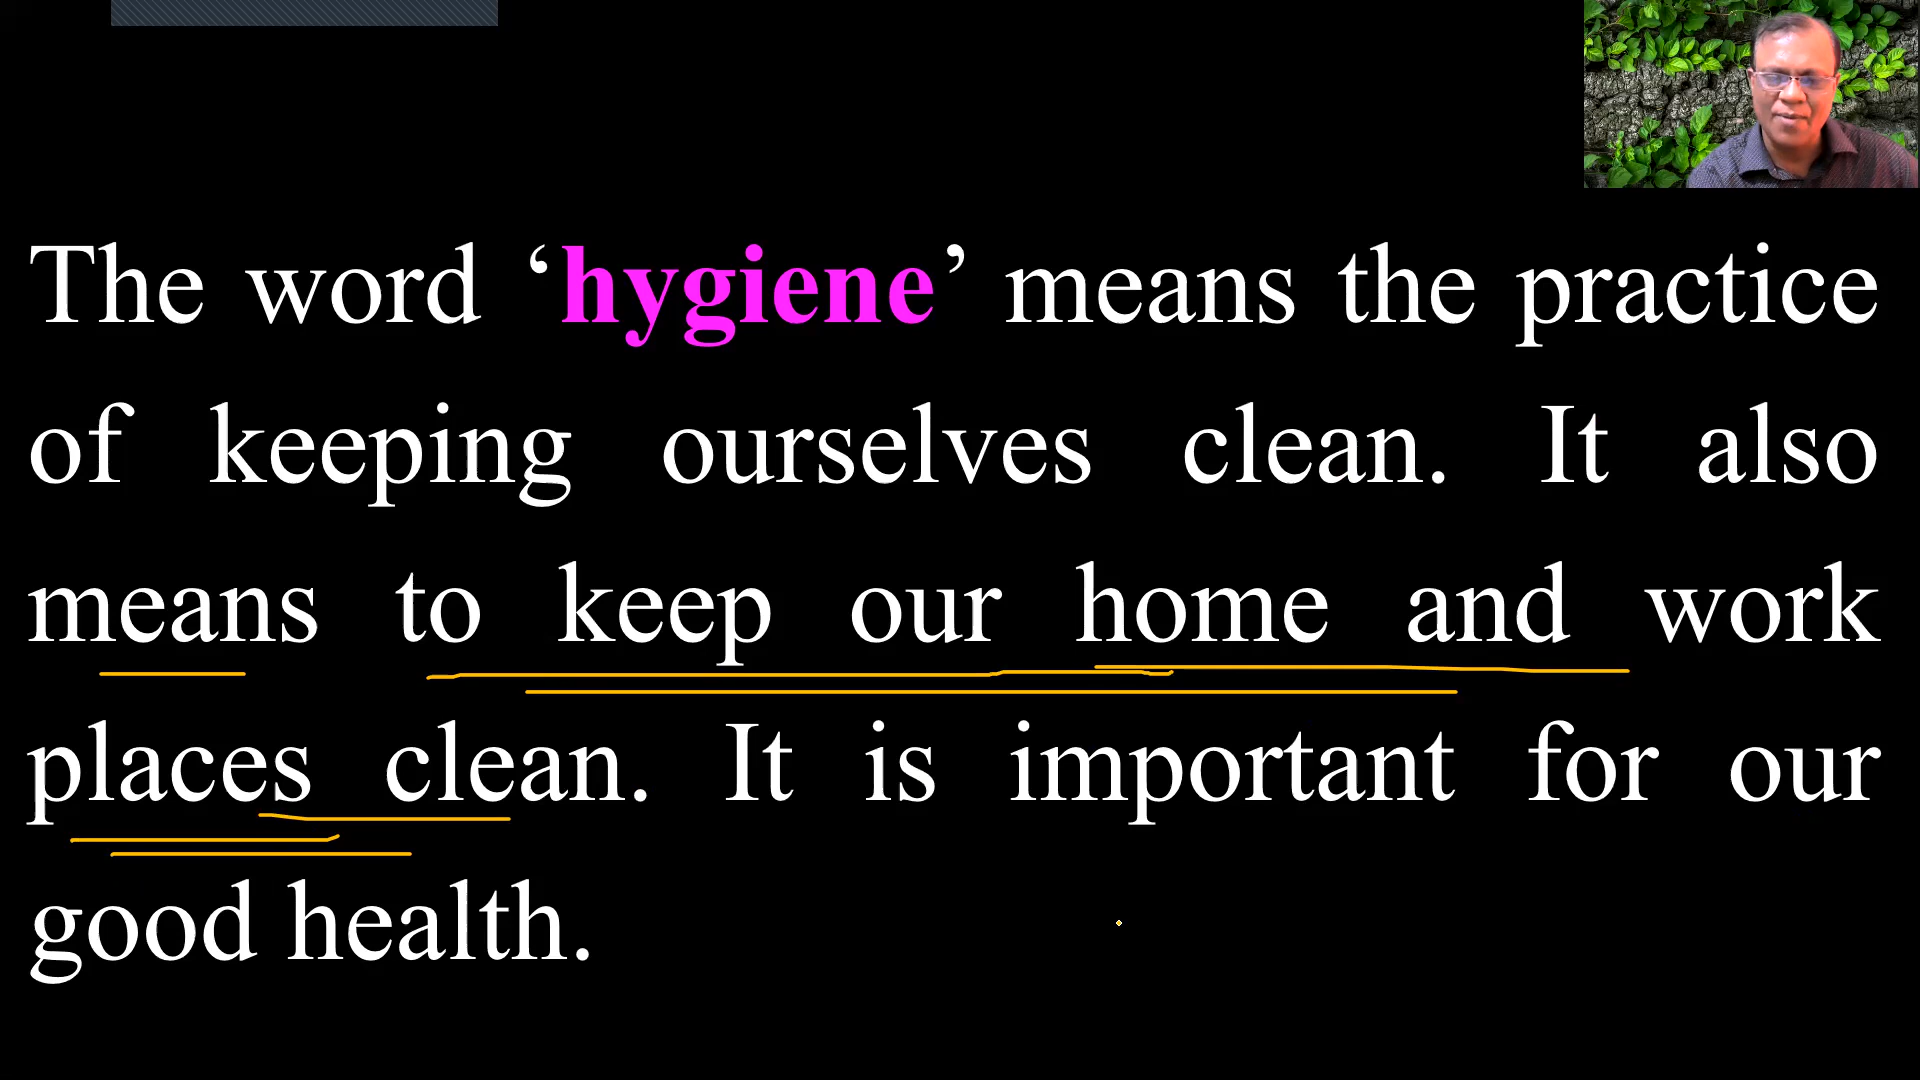 The word ‘hygiene’ means the practice
of keeping ourselves clean. It also
means to keep our home and work
places clean. It is important for our
good health.